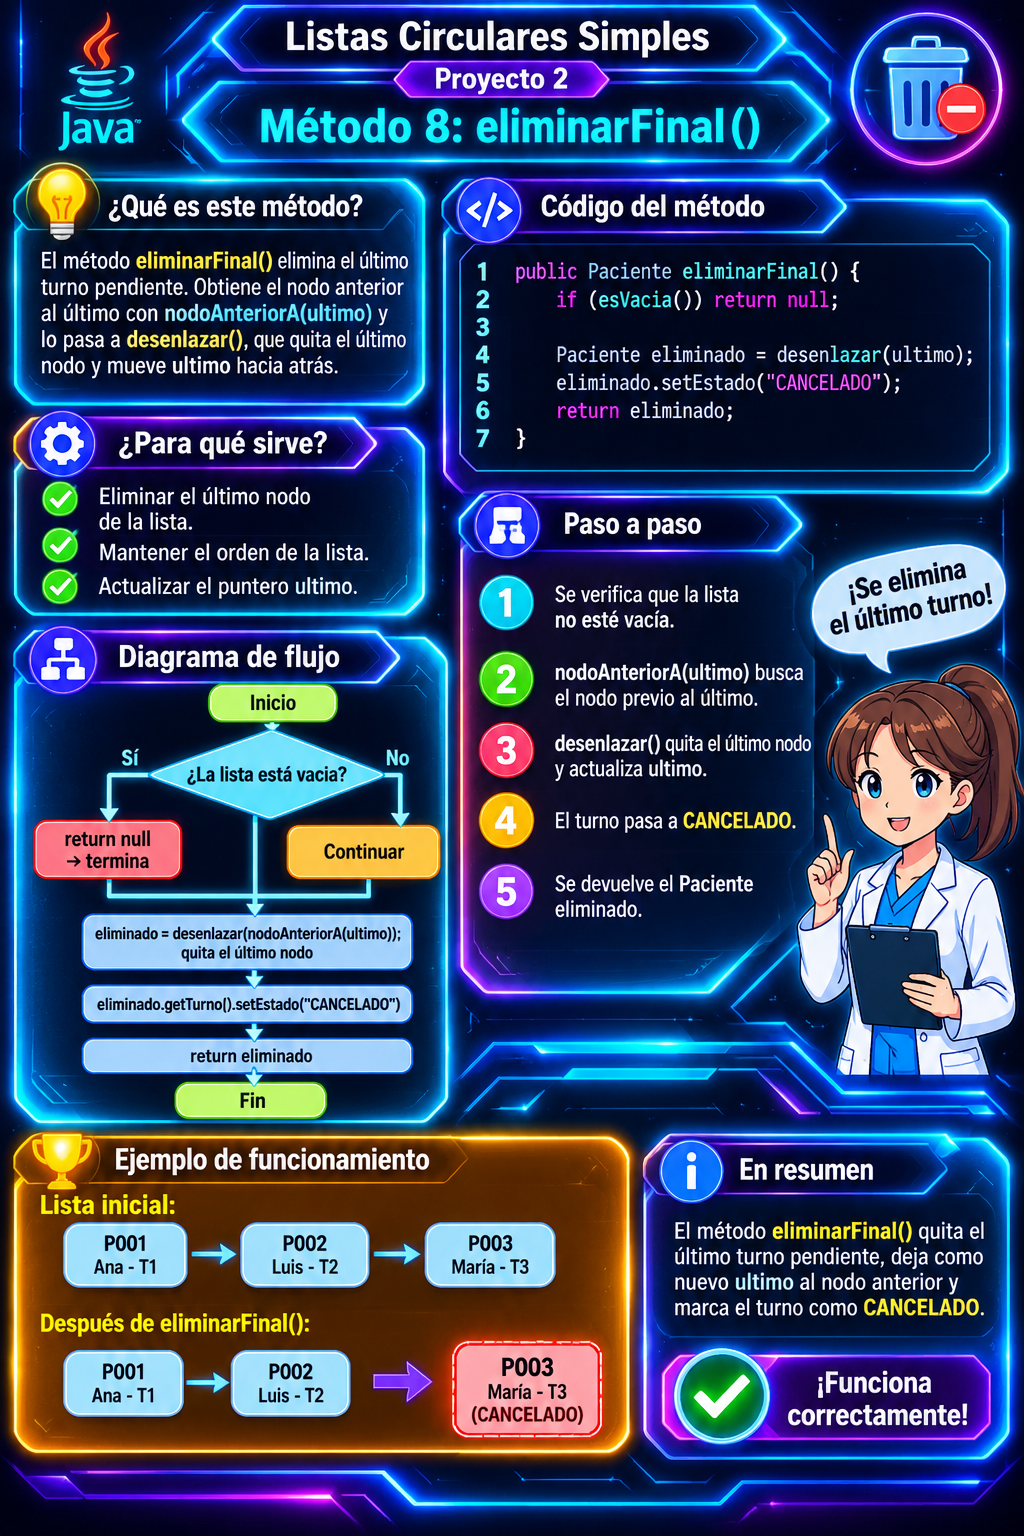 Java™
Listas Circulares Simples
Proyecto 2
Método 8: eliminarFinal()
¿Qué es este método?
El método eliminarFinal() elimina el último
turno pendiente. Obtiene el nodo anterior
al último con nodoAnteriorA(ultimo) y
lo pasa a desenlazar(), que quita el último
nodo y mueve ultimo hacia atrás.
¿Para qué sirve?
Eliminar el último nodo
de la lista.
Mantener el orden de la lista.
Actualizar el puntero ultimo.
Diagrama de flujo
Inicio
¿La lista está vacia?
Sí
No
return null
→ termina
Continuar
eliminado = desenlazar(nodoAnteriorA(ultimo));
quita el último nodo
eliminado.getTurno().setEstado("CANCELADO")
return eliminado
Fin
</> Código del método
1 public Paciente eliminarFinal() {
2 if (esVacia()) return null;
3
4 Paciente eliminado = desenlazar(ultimo);
5 eliminado.setEstado("CANCELADO");
6 return eliminado;
7 }
Paso a paso
1 Se verifica que la lista
no esté vacía.
2 nodoAnteriorA(ultimo) busca
el nodo previo al último.
3 desenlazar() quita el último nodo
y actualiza ultimo.
4 El turno pasa a CANCELADO.
5 Se devuelve el Paciente
eliminado.
¡Se elimina
el último turno!
Ejemplo de funcionamiento
Lista inicial:
P001
Ana - T1
P002
Luis - T2
P003
María - T3
Después de eliminarFinal():
P001
Ana - T1
P002
Luis - T2
P003
María - T3
(CANCELADO)
i En resumen
El método eliminarFinal() quita el
último turno pendiente, deja como
nuevo ultimo al nodo anterior y
marca el turno como CANCELADO.
¡Funciona
correctamente!